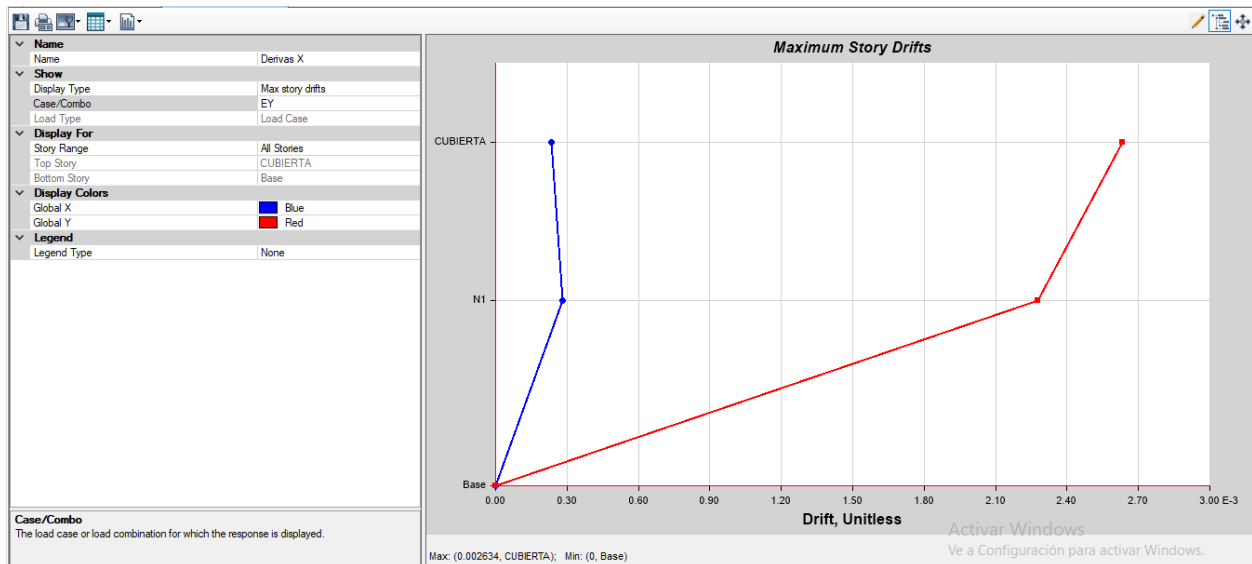 Name
Name Derivas X
Show
Display Type Max story drifts
Case/Combo EY
Load Type Load Case
Display For
Story Range All Stories
Top Story CUBIERTA
Bottom Story Base
Display Colors
Global X Blue
Global Y Red
Legend
Legend Type None
Case/Combo
The load case or load combination for which the response is displayed.
Maximum Story Drifts
CUBIERTA
N1
Base
0.00 0.30 0.60 0.90 1.20 1.50 1.80 2.10 2.40 2.70 3.00 E-3
Drift, Unitless
Max: (0.002634, CUBIERTA); Min: (0, Base)
Activar Windows
Ve a Configuración para activar Windows.